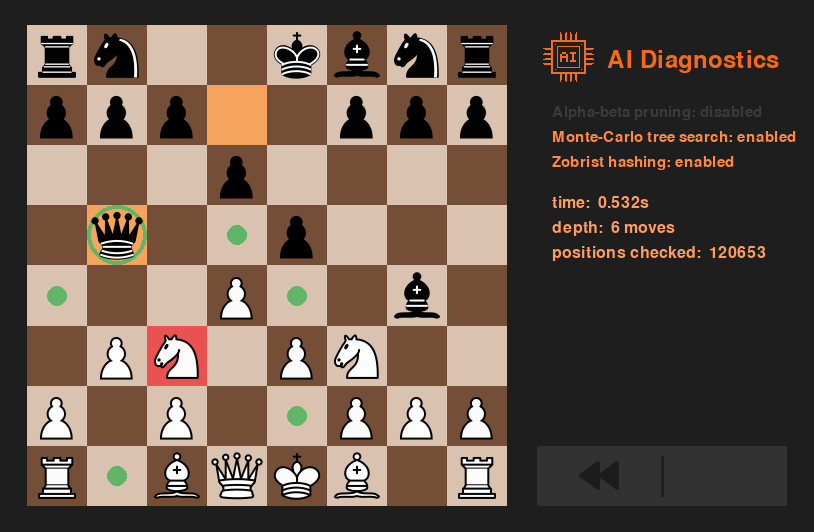 AI
AI Diagnostics
Alpha-beta pruning: disabled
Monte-Carlo tree search: enabled
Zobrist hashing: enabled
time: 0.532s
depth: 6 moves
positions checked: 120653